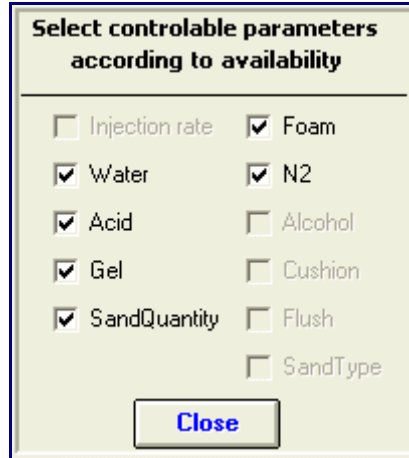 Select controlable parameters
according to availability
Injection rate
Foam
Water
N2
Acid
Alcohol
Gel
Cushion
SandQuantity
Flush
SandType
Close